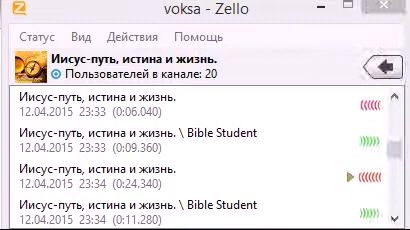 voksa - Zello
Статус Вид Действия Помощь
Иисус-путь, истина и жизнь.
Пользователей в канале: 20
Иисус-путь, истина и жизнь.
12.04.2015 23:33 (0:06.040)
Иисус-путь, истина и жизнь. \ Bible Student
12.04.2015 23:33 (0:09.360)
Иисус-путь, истина и жизнь.
12.04.2015 23:34 (0:24.340)
Иисус-путь, истина и жизнь. \ Bible Student
12.04.2015 23:34 (0:11.280)